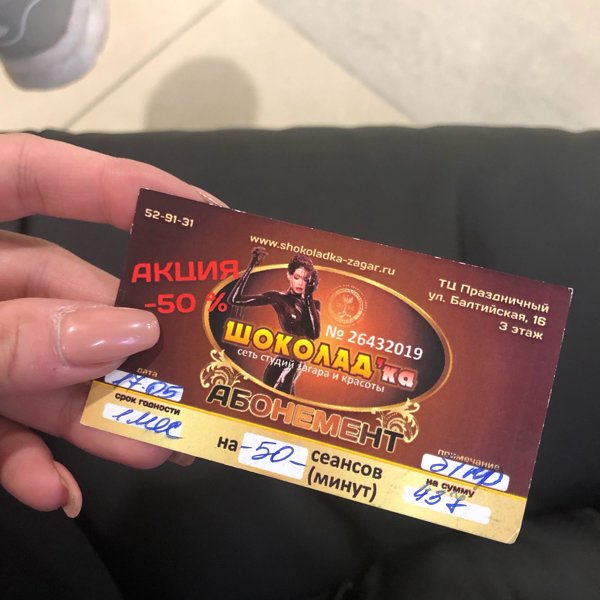 52-91-31
www.shokoladka-zagar.ru
ТЦ Праздничный
ул. Балтийская, 16
3 этаж
АКЦИЯ
-50 %
№ 26432019
ШОКОЛАД'ка
сеть студий загара и красоты
АБОНЕМЕНТ
дата
17.05
срок годности
1 мес
на -50- сеансов
(минут)
примечание
на сумму
437